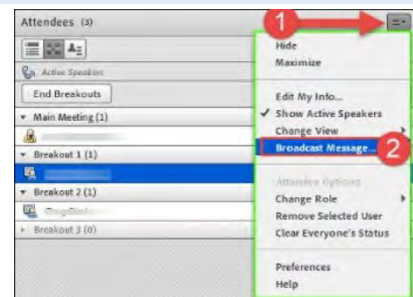 Attendees (3)
1
Hide
Maximize
Active Speakers
End Breakouts
Edit My Info...
Show Active Speakers
Main Meeting (1)
Change View
Broadcast Message...
2
Breakout 1 (1)
Attendee Options
Breakout 2 (1)
Change Role
Remove Selected User
Breakout 3 (0)
Clear Everyone's Status
Preferences
Help